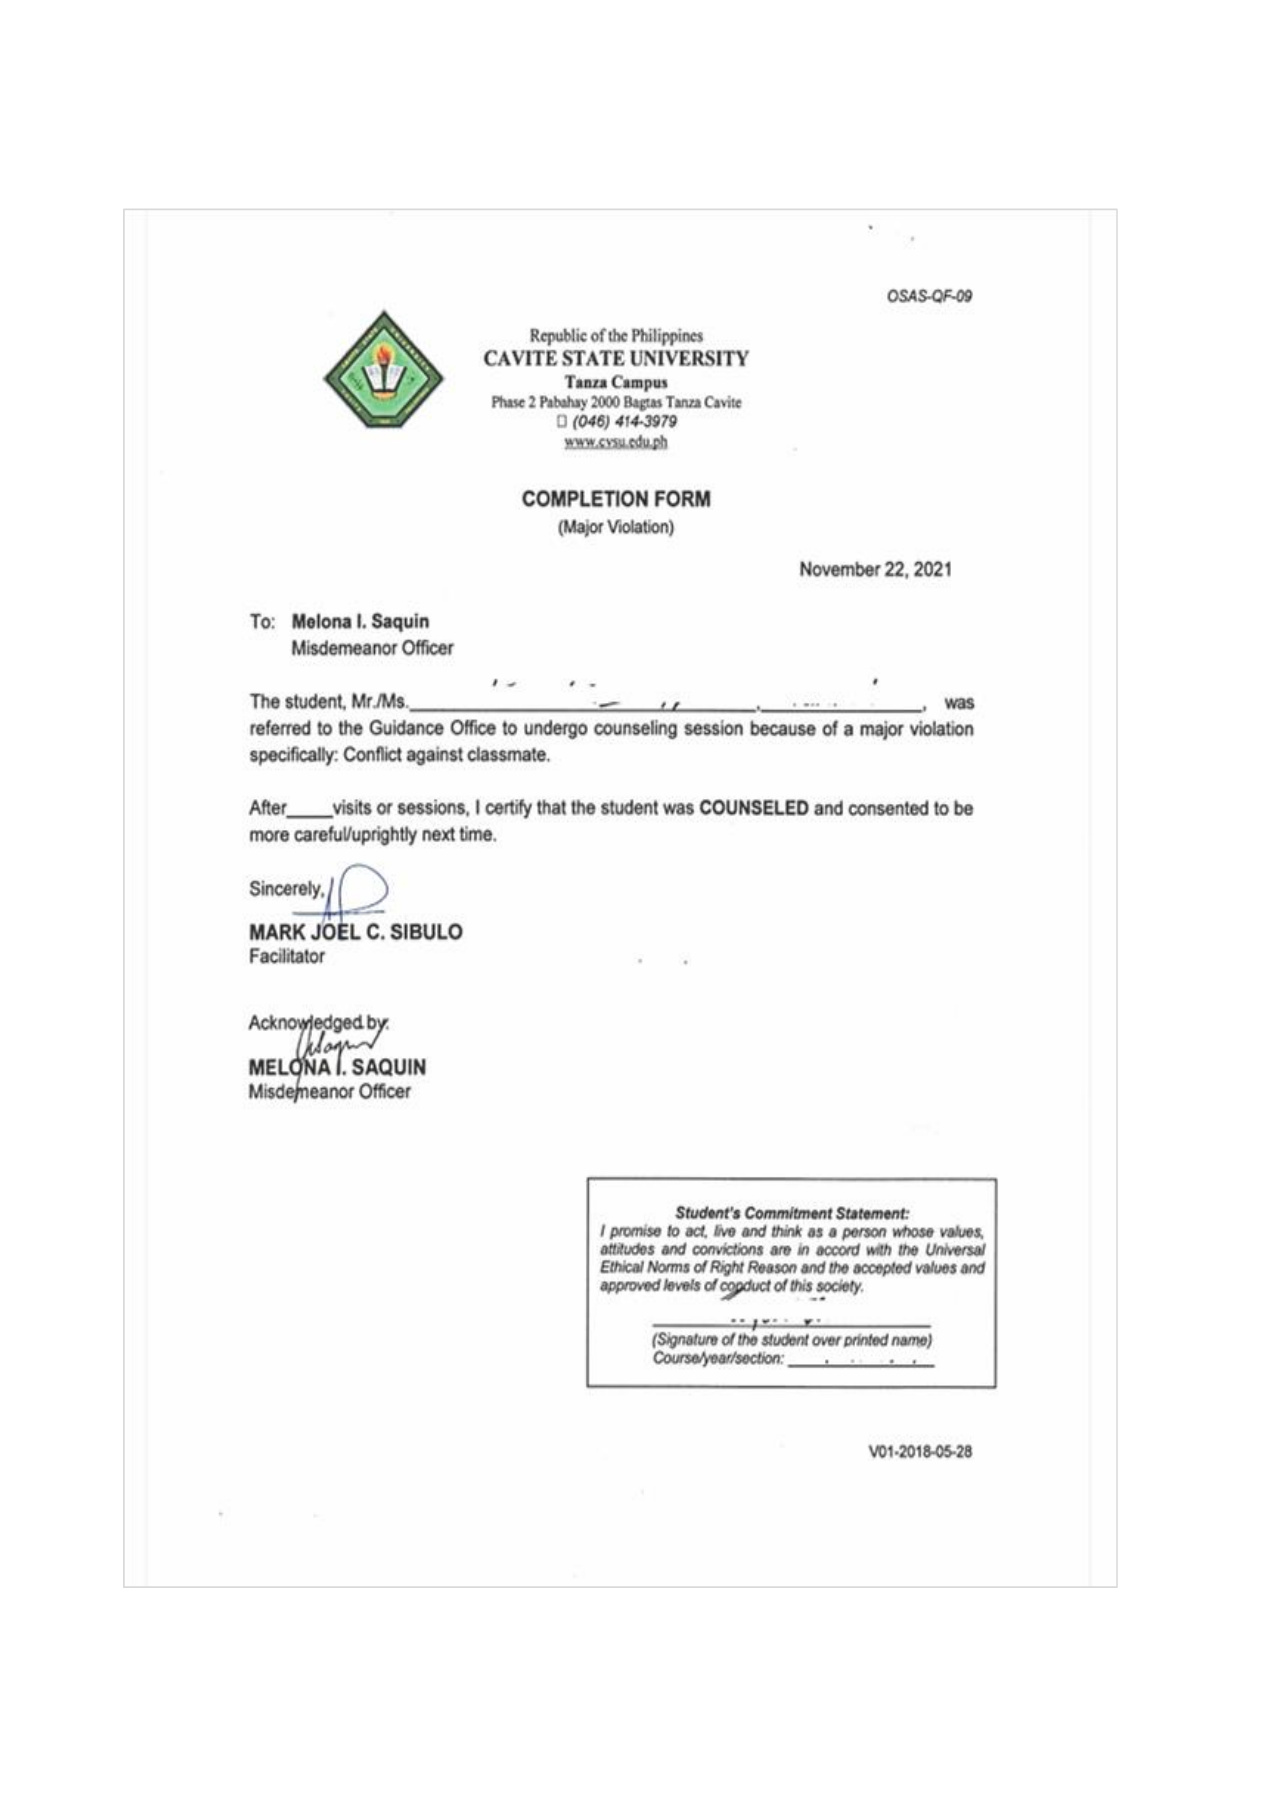 OSAS-QF-09
Republic of the Philippines
CAVITE STATE UNIVERSITY
Tanza Campus
Phase 2 Pabahay 2000 Bagtas Tanza Cavite
(046) 414-3979
www.cvsu.edu.ph
COMPLETION FORM
(Major Violation)
November 22, 2021
To: Melona I. Saquin
Misdemeanor Officer
The student, Mr./Ms.____, ____, was
referred to the Guidance Office to undergo counseling session because of a major violation
specifically: Conflict against classmate.
After____visits or sessions, I certify that the student was COUNSELED and consented to be
more careful/uprightly next time.
Sincerely,
MARK JOEL C. SIBULO
Facilitator
Acknowledged by:
MELONA I. SAQUIN
Misdemeanor Officer
Student's Commitment Statement:
I promise to act, live and think as a person whose values,
attitudes and convictions are in accord with the Universal
Ethical Norms of Right Reason and the accepted values and
approved levels of conduct of this society.
(Signature of the student over printed name)
Course/year/section: ____
V01-2018-05-28